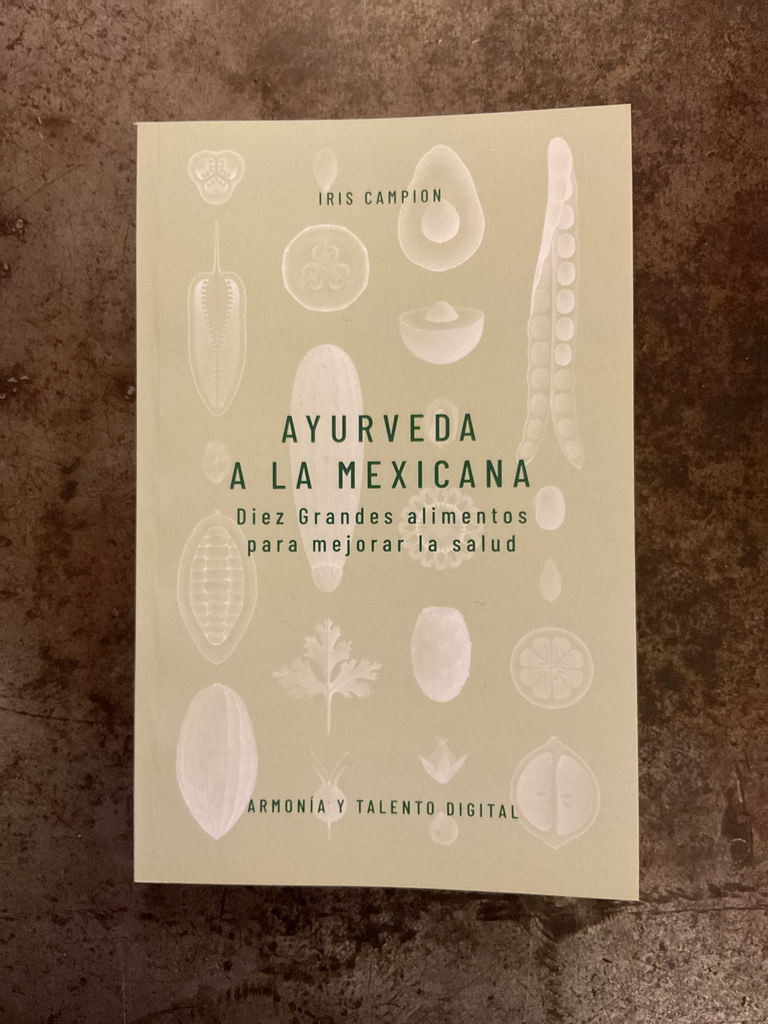 IRIS CAMPION
AYURVEDA
A LA MEXICANA
Diez Grandes alimentos
para mejorar la salud
ARMONÍA Y TALENTO DIGITAL